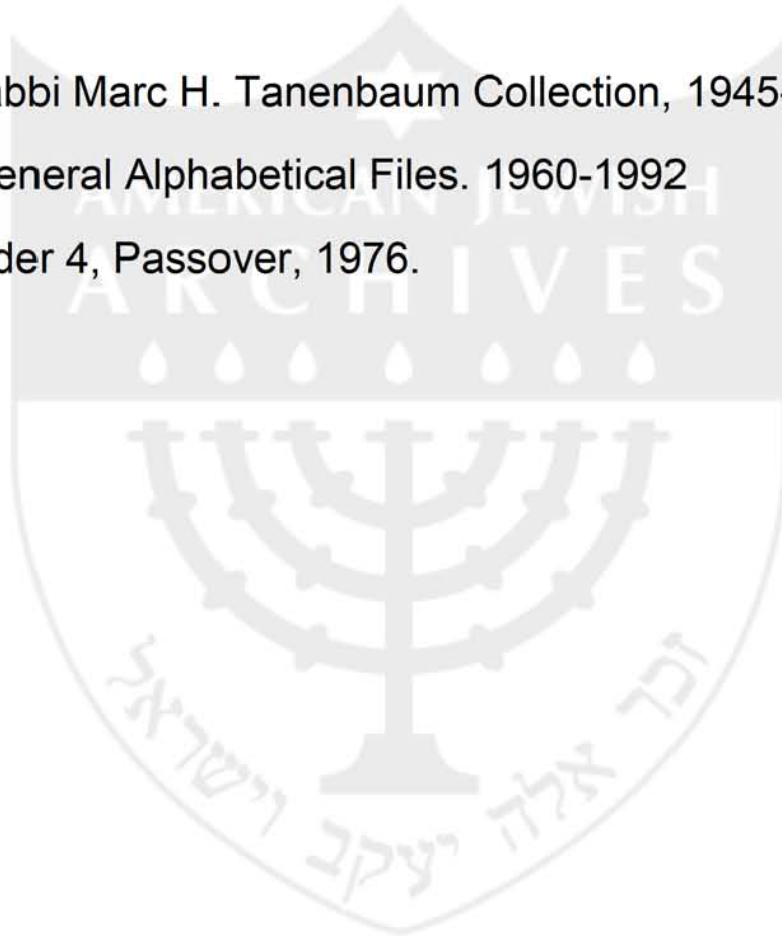 abbi Marc H. Tanenbaum Collection, 1945-
eneral Alphabetical Files. 1960-1992
AMERICAN JEWISH
der 4, Passover, 1976.
ARCHIVES
זכר אלה יעקב וישראל